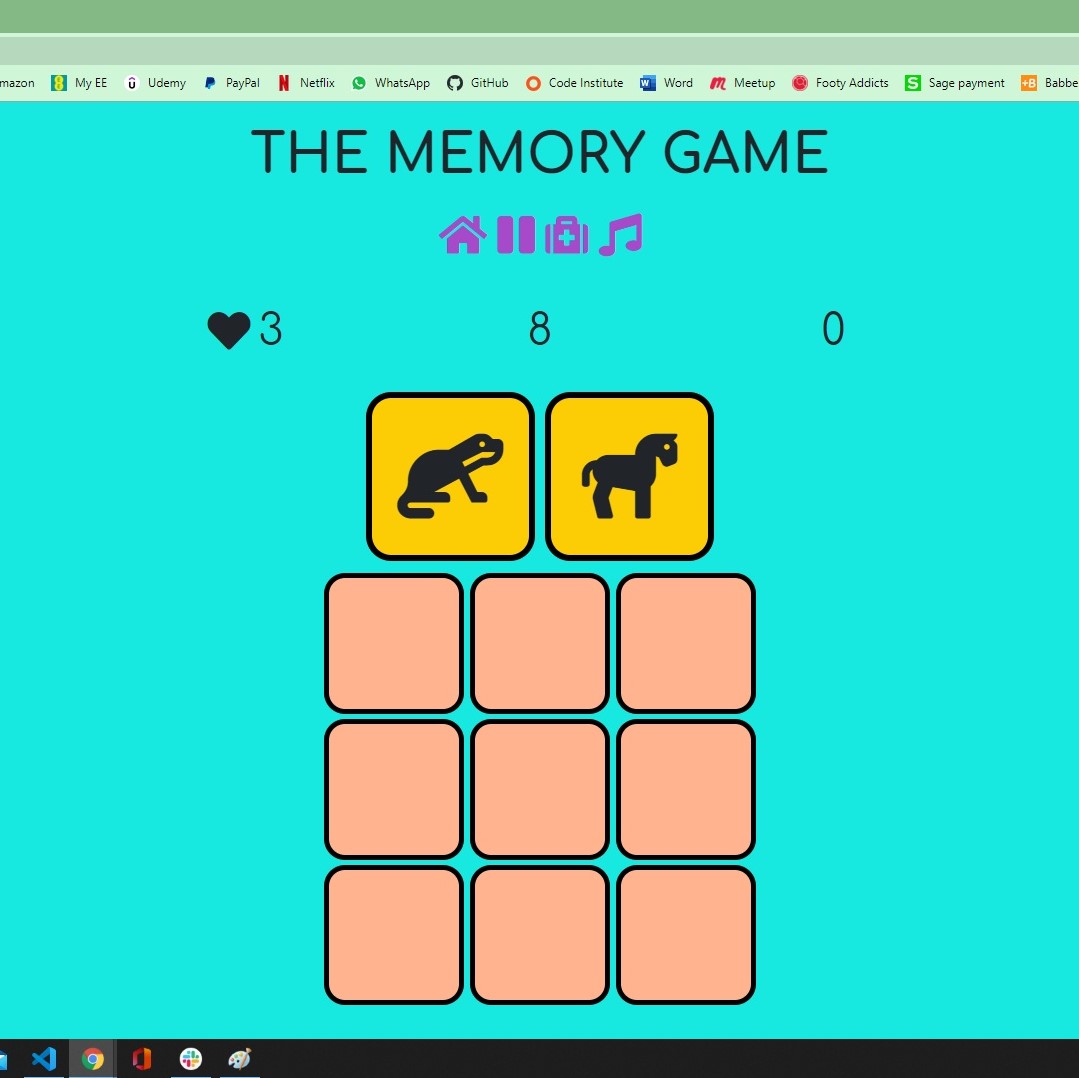 mazon My EE Udemy PayPal Netflix WhatsApp GitHub Code Institute Word Meetup Footy Addicts Sage payment Babbe
THE MEMORY GAME
3 8 0